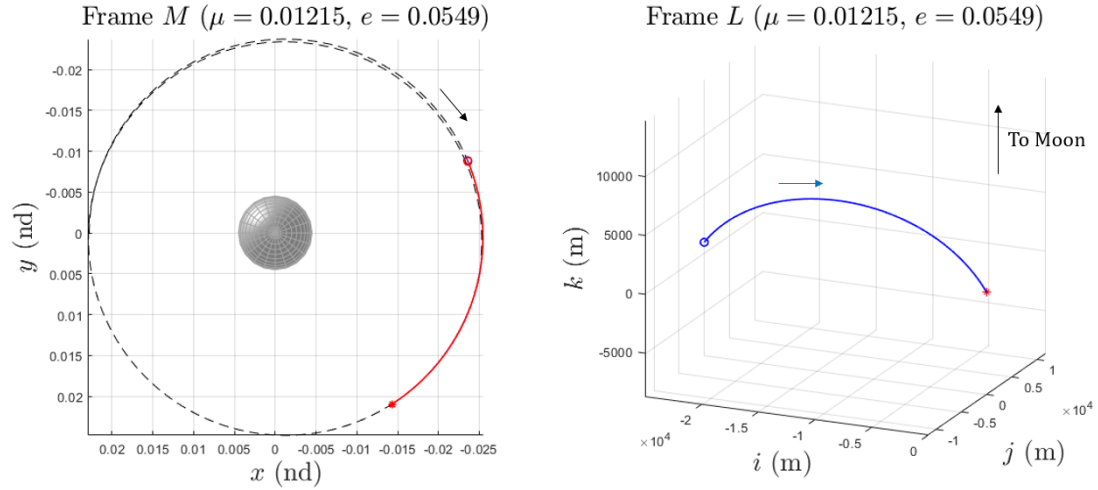 Frame M (μ = 0.01215, e = 0.0549)
-0.02
-0.015
-0.01
-0.005
0
0.005
0.01
0.015
0.02
y (nd)
0.02 0.015 0.01 0.005 0 -0.005 -0.01 -0.015 -0.02 -0.025
x (nd)
Frame L (μ = 0.01215, e = 0.0549)
To Moon
10000
5000
0
-5000
k (m)
-2
-1.5
-1
-0.5
0
×10⁴
i (m)
-1
-0.5
0
0.5
1
×10⁴
j (m)